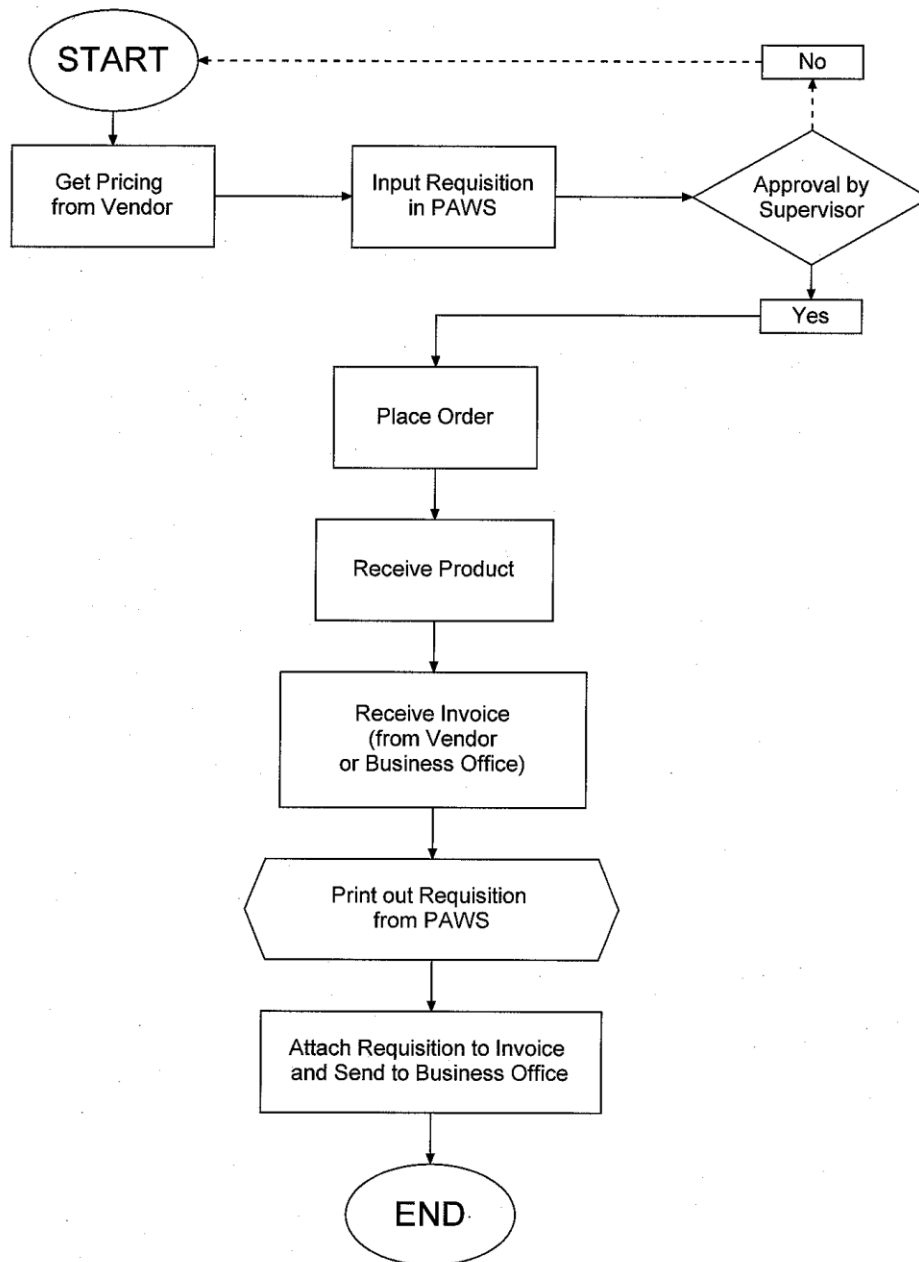 START
No
Get Pricing
from Vendor
Input Requisition
in PAWS
Approval by
Supervisor
Yes
Place Order
Receive Product
Receive Invoice
(from Vendor
or Business Office)
Print out Requisition
from PAWS
Attach Requisition to Invoice
and Send to Business Office
END